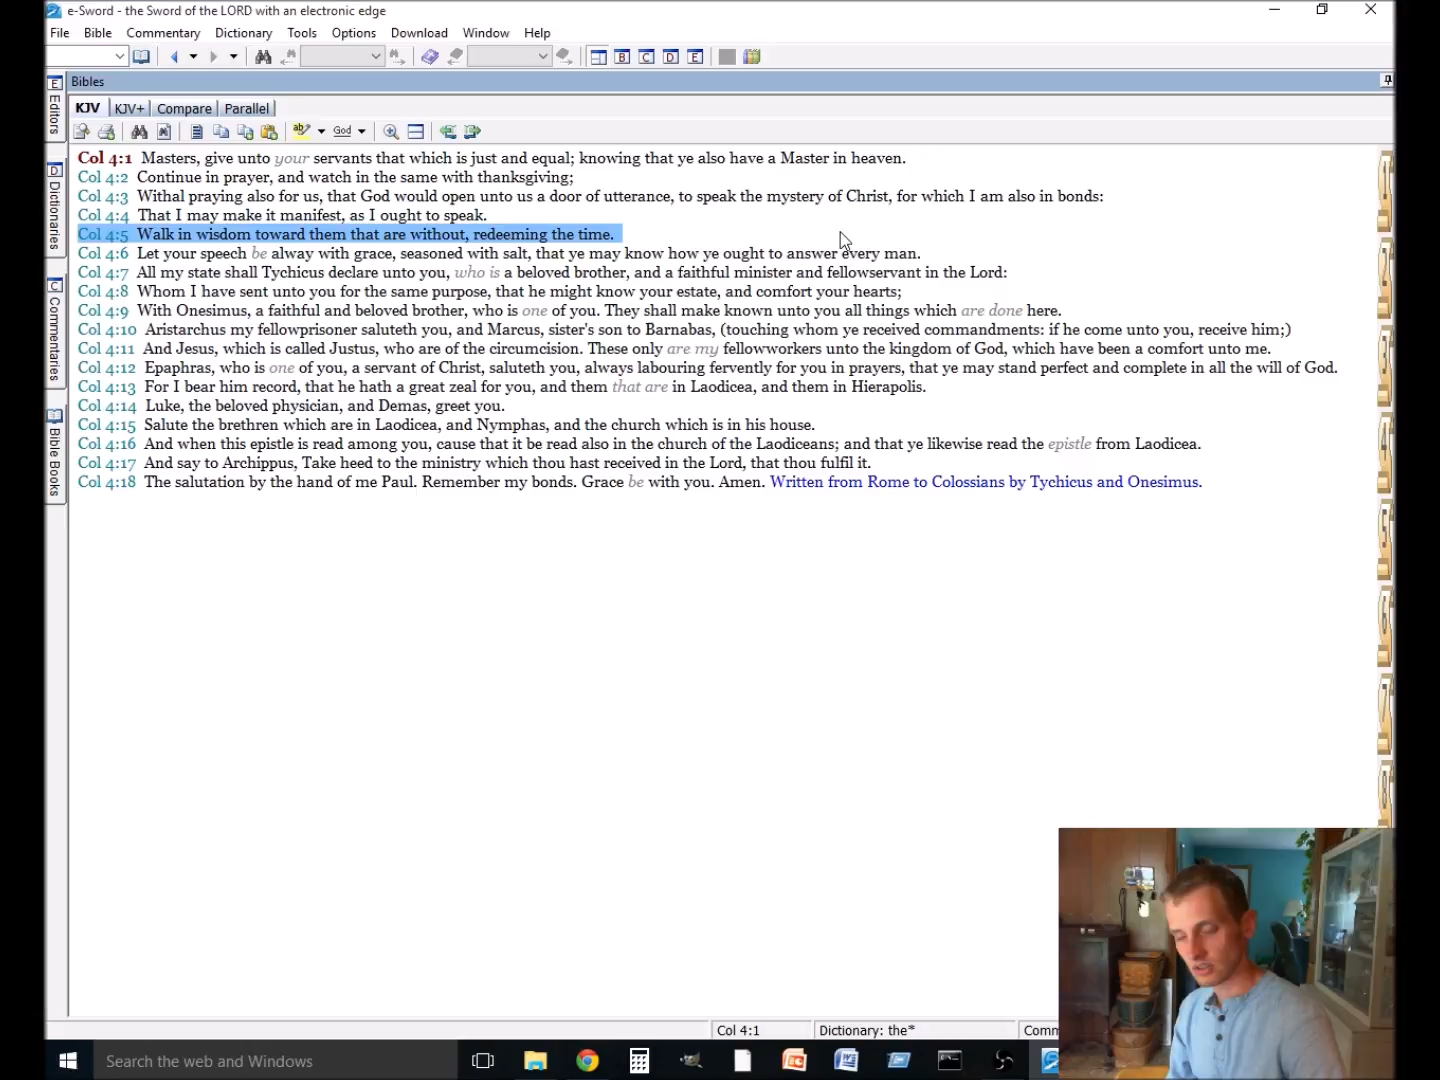 e-Sword - the Sword of the LORD with an electronic edge
File Bible Commentary Dictionary Tools Options Download Window Help
B C D E
Bibles
E Editors
D Dictionaries
C Commentaries
Bible Books
KJV KJV+ Compare Parallel
ab God
Col 4:1 Masters, give unto your servants that which is just and equal; knowing that ye also have a Master in heaven.
Col 4:2 Continue in prayer, and watch in the same with thanksgiving;
Col 4:3 Withal praying also for us, that God would open unto us a door of utterance, to speak the mystery of Christ, for which I am also in bonds:
Col 4:4 That I may make it manifest, as I ought to speak.
Col 4:5 Walk in wisdom toward them that are without, redeeming the time.
Col 4:6 Let your speech be alway with grace, seasoned with salt, that ye may know how ye ought to answer every man.
Col 4:7 All my state shall Tychicus declare unto you, who is a beloved brother, and a faithful minister and fellowservant in the Lord:
Col 4:8 Whom I have sent unto you for the same purpose, that he might know your estate, and comfort your hearts;
Col 4:9 With Onesimus, a faithful and beloved brother, who is one of you. They shall make known unto you all things which are done here.
Col 4:10 Aristarchus my fellowprisoner saluteth you, and Marcus, sister's son to Barnabas, (touching whom ye received commandments: if he come unto you, receive him;)
Col 4:11 And Jesus, which is called Justus, who are of the circumcision. These only are my fellowworkers unto the kingdom of God, which have been a comfort unto me.
Col 4:12 Epaphras, who is one of you, a servant of Christ, saluteth you, always labouring fervently for you in prayers, that ye may stand perfect and complete in all the will of God.
Col 4:13 For I bear him record, that he hath a great zeal for you, and them that are in Laodicea, and them in Hierapolis.
Col 4:14 Luke, the beloved physician, and Demas, greet you.
Col 4:15 Salute the brethren which are in Laodicea, and Nymphas, and the church which is in his house.
Col 4:16 And when this epistle is read among you, cause that it be read also in the church of the Laodiceans; and that ye likewise read the epistle from Laodicea.
Col 4:17 And say to Archippus, Take heed to the ministry which thou hast received in the Lord, that thou fulfil it.
Col 4:18 The salutation by the hand of me Paul. Remember my bonds. Grace be with you. Amen. Written from Rome to Colossians by Tychicus and Onesimus.
1
2
3
4
5
6
7
8
Col 4:1 Dictionary: the* Comm
Search the web and Windows